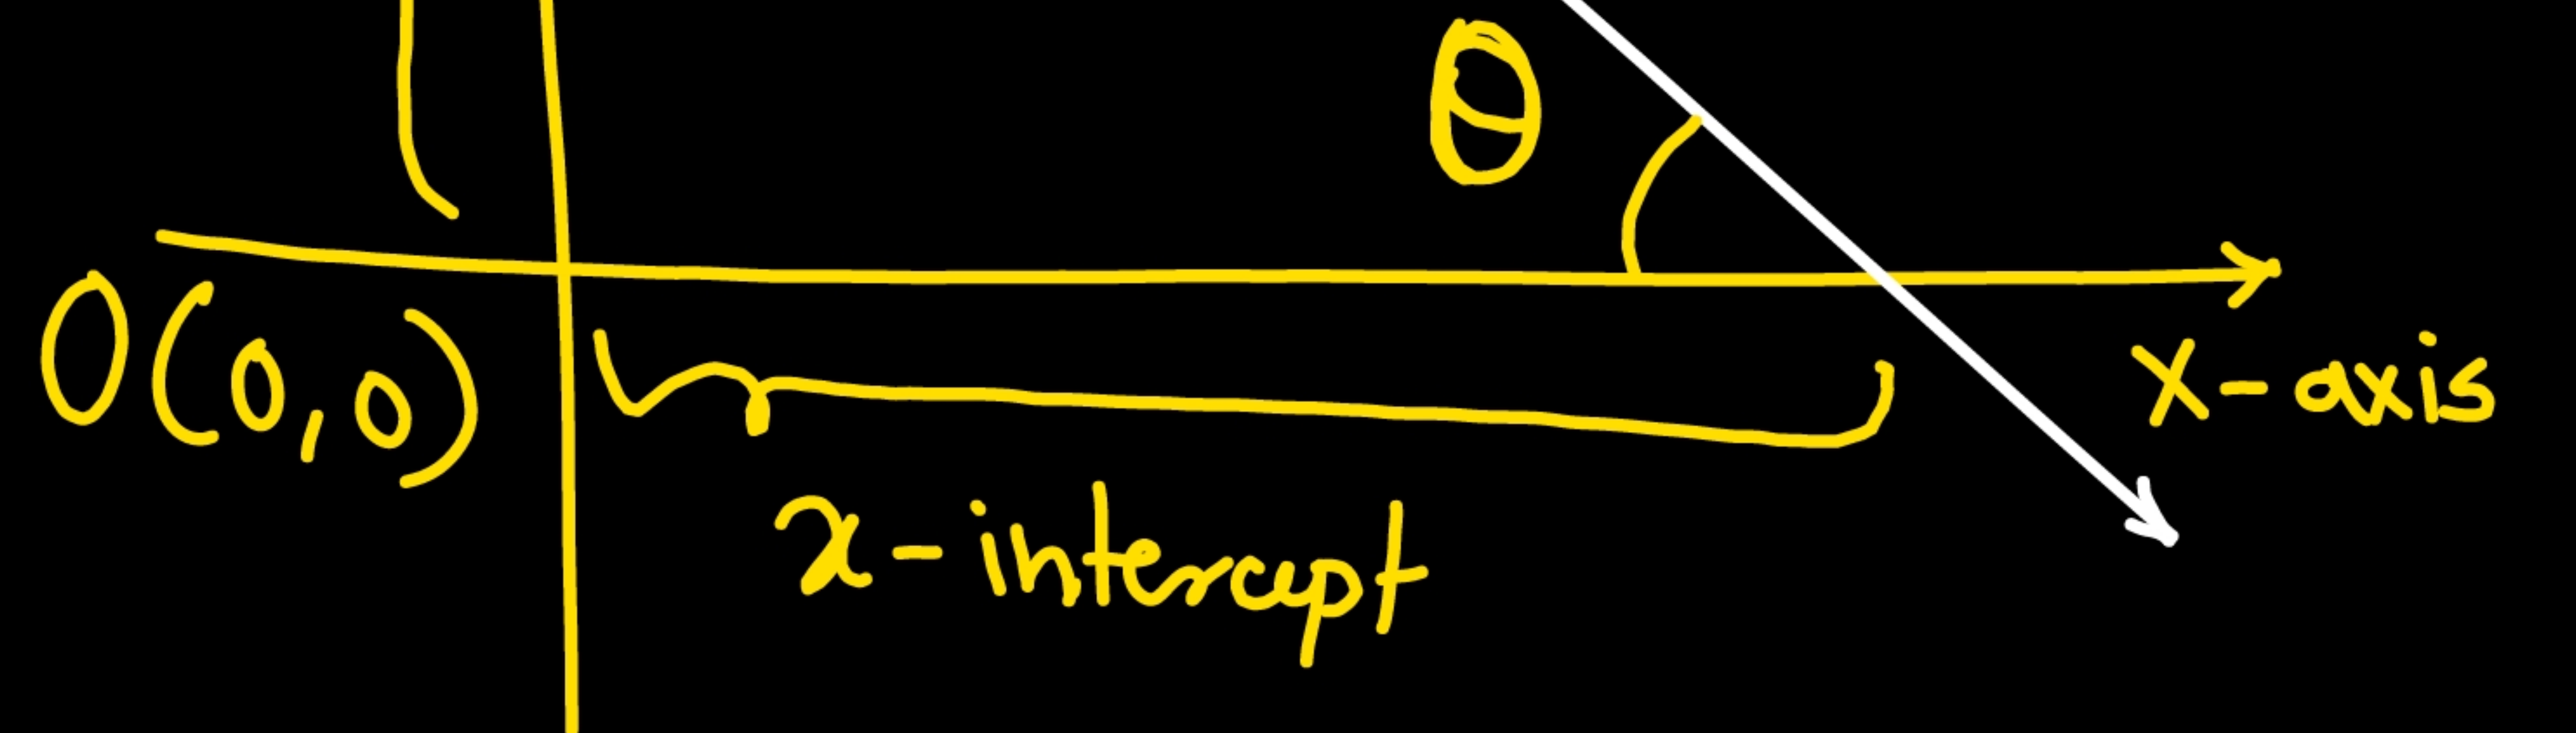 θ
O(0,0)
X-axis
x-intercept